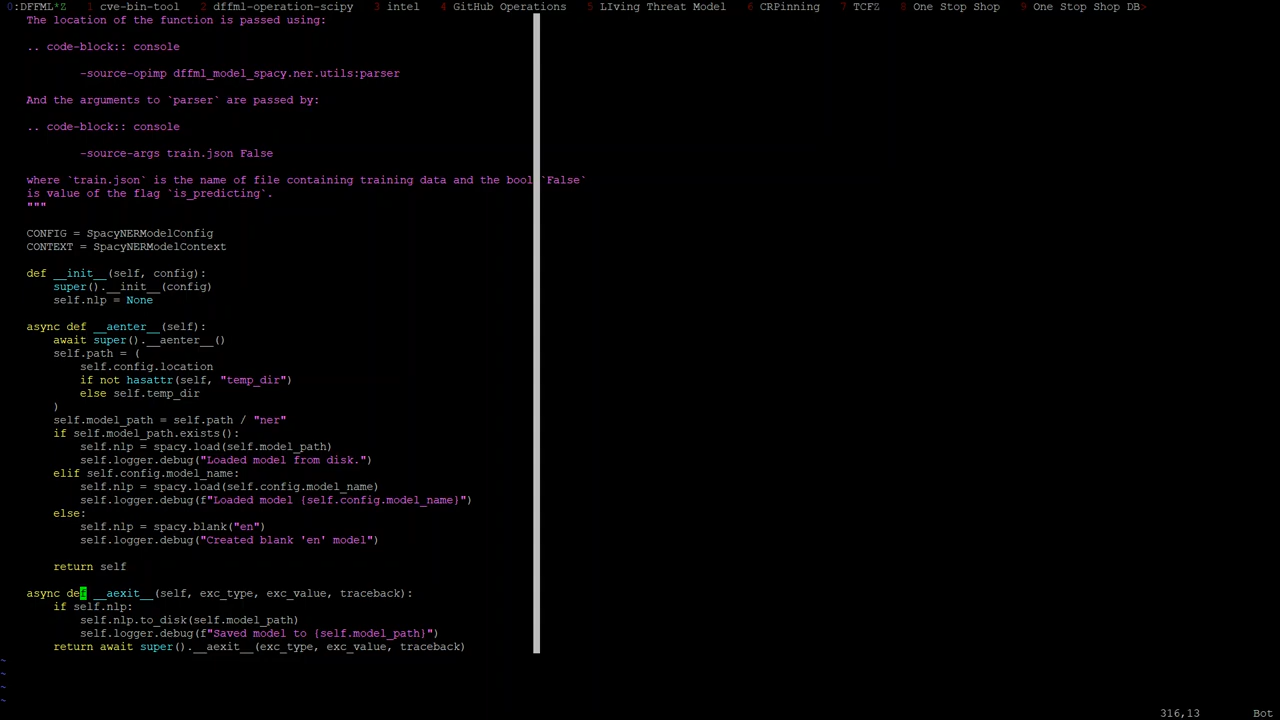 0:DFFML*Z 1 cve-bin-tool 2 dffml-operation-scipy 3 intel 4 GitHub Operations 5 LIving Threat Model 6 CRPinning 7 TCFZ 8 One Stop Shop 9 One Stop Shop DB>
The location of the function is passed using:
.. code-block:: console
-source-opimp dffml_model_spacy.ner.utils:parser
And the arguments to `parser` are passed by:
.. code-block:: console
-source-args train.json False
where `train.json` is the name of file containing training data and the bool `False`
is value of the flag `is_predicting`.
"""
CONFIG = SpacyNERModelConfig
CONTEXT = SpacyNERModelContext
def __init__(self, config):
super().__init__(config)
self.nlp = None
async def __aenter__(self):
await super().__aenter__()
self.path = (
self.config.location
if not hasattr(self, "temp_dir")
else self.temp_dir
)
self.model_path = self.path / "ner"
if self.model_path.exists():
self.nlp = spacy.load(self.model_path)
self.logger.debug("Loaded model from disk.")
elif self.config.model_name:
self.nlp = spacy.load(self.config.model_name)
self.logger.debug(f"Loaded model {self.config.model_name}")
else:
self.nlp = spacy.blank("en")
self.logger.debug("Created blank 'en' model")
return self
async def __aexit__(self, exc_type, exc_value, traceback):
if self.nlp:
self.nlp.to_disk(self.model_path)
self.logger.debug(f"Saved model to {self.model_path}")
return await super().__aexit__(exc_type, exc_value, traceback)
~
~
~
~
316,13 Bot